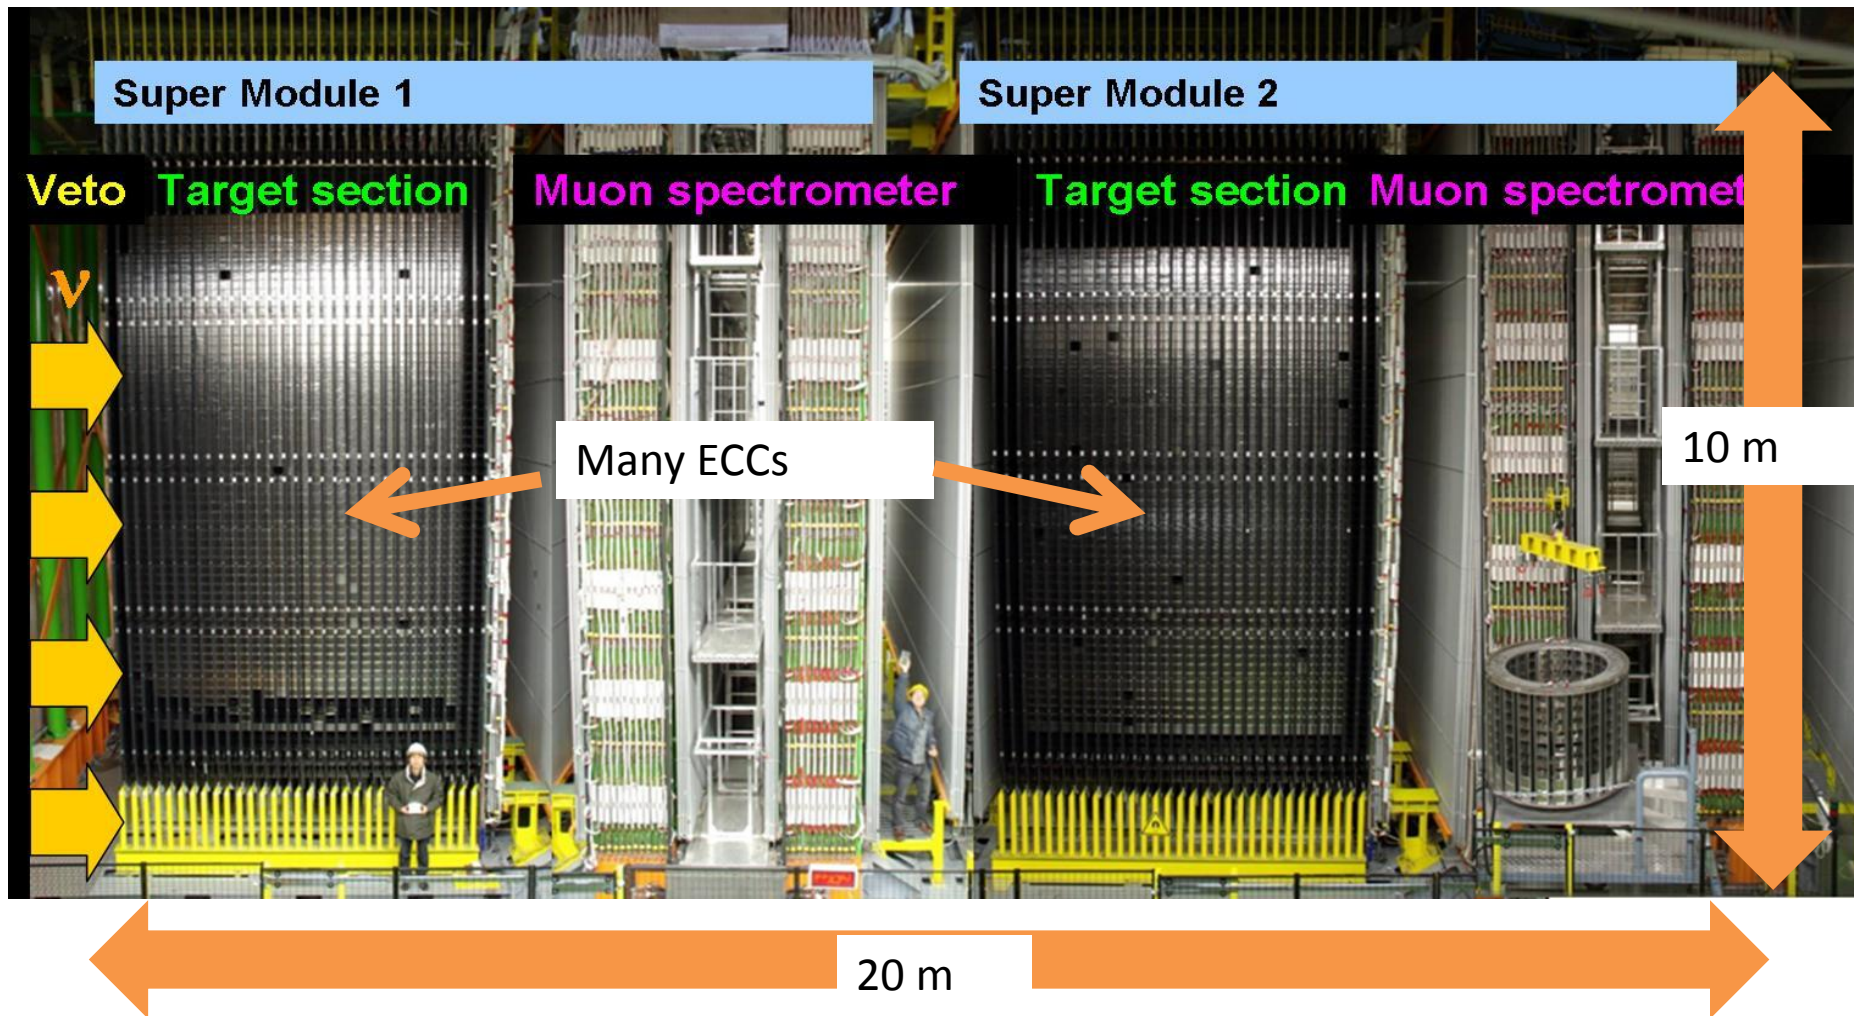 Super Module 1
Super Module 2
Veto
Target section
Muon spectrometer
Target section
Muon spectromet
ν
Many ECCs
10 m
20 m